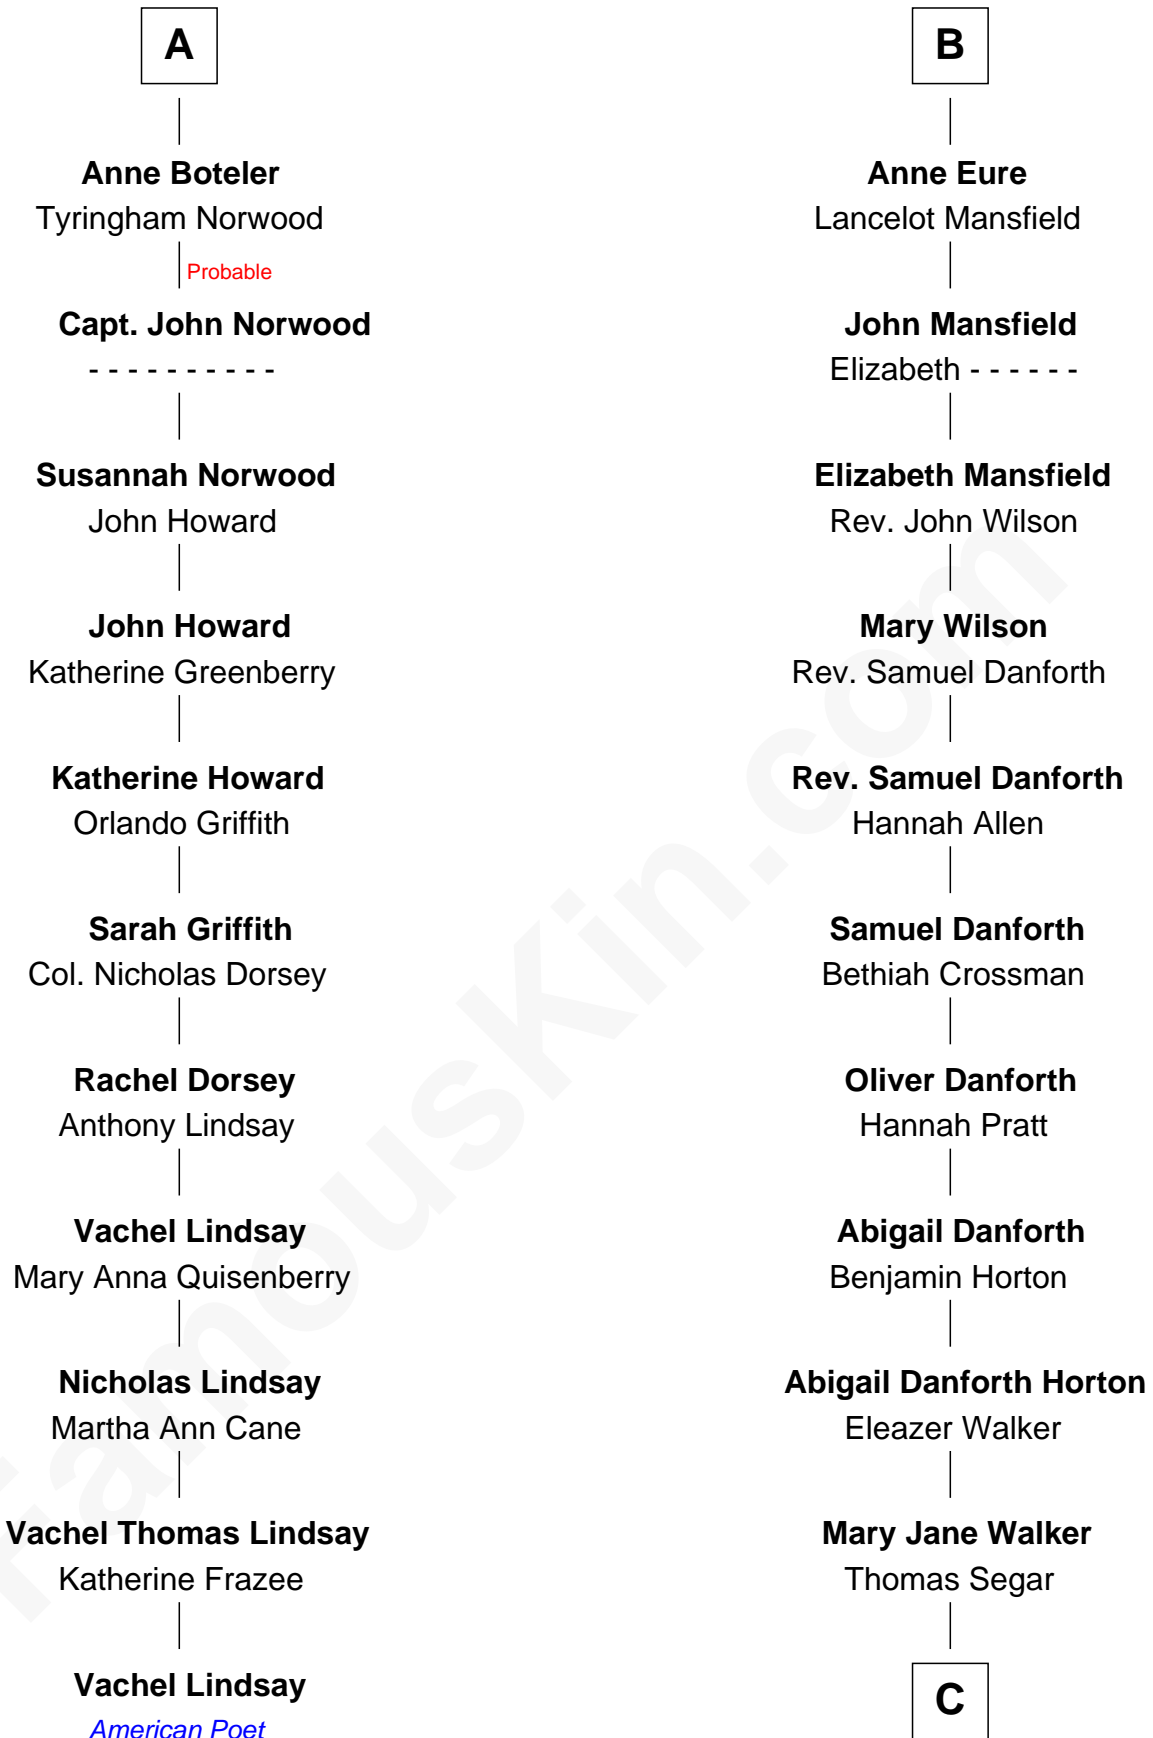 A
Anne Boteler
Tyringham Norwood
Probable
Capt. John Norwood
- - - - - - - - - -
Susannah Norwood
John Howard
John Howard
Katherine Greenberry
Katherine Howard
Orlando Griffith
Sarah Griffith
Col. Nicholas Dorsey
Rachel Dorsey
Anthony Lindsay
Vachel Lindsay
Mary Anna Quisenberry
Nicholas Lindsay
Martha Ann Cane
Vachel Thomas Lindsay
Katherine Frazee
Vachel Lindsay
American Poet
B
Anne Eure
Lancelot Mansfield
John Mansfield
Elizabeth - - - - - -
Elizabeth Mansfield
Rev. John Wilson
Mary Wilson
Rev. Samuel Danforth
Rev. Samuel Danforth
Hannah Allen
Samuel Danforth
Bethiah Crossman
Oliver Danforth
Hannah Pratt
Abigail Danforth
Benjamin Horton
Abigail Danforth Horton
Eleazer Walker
Mary Jane Walker
Thomas Segar
C
FamousKin.com